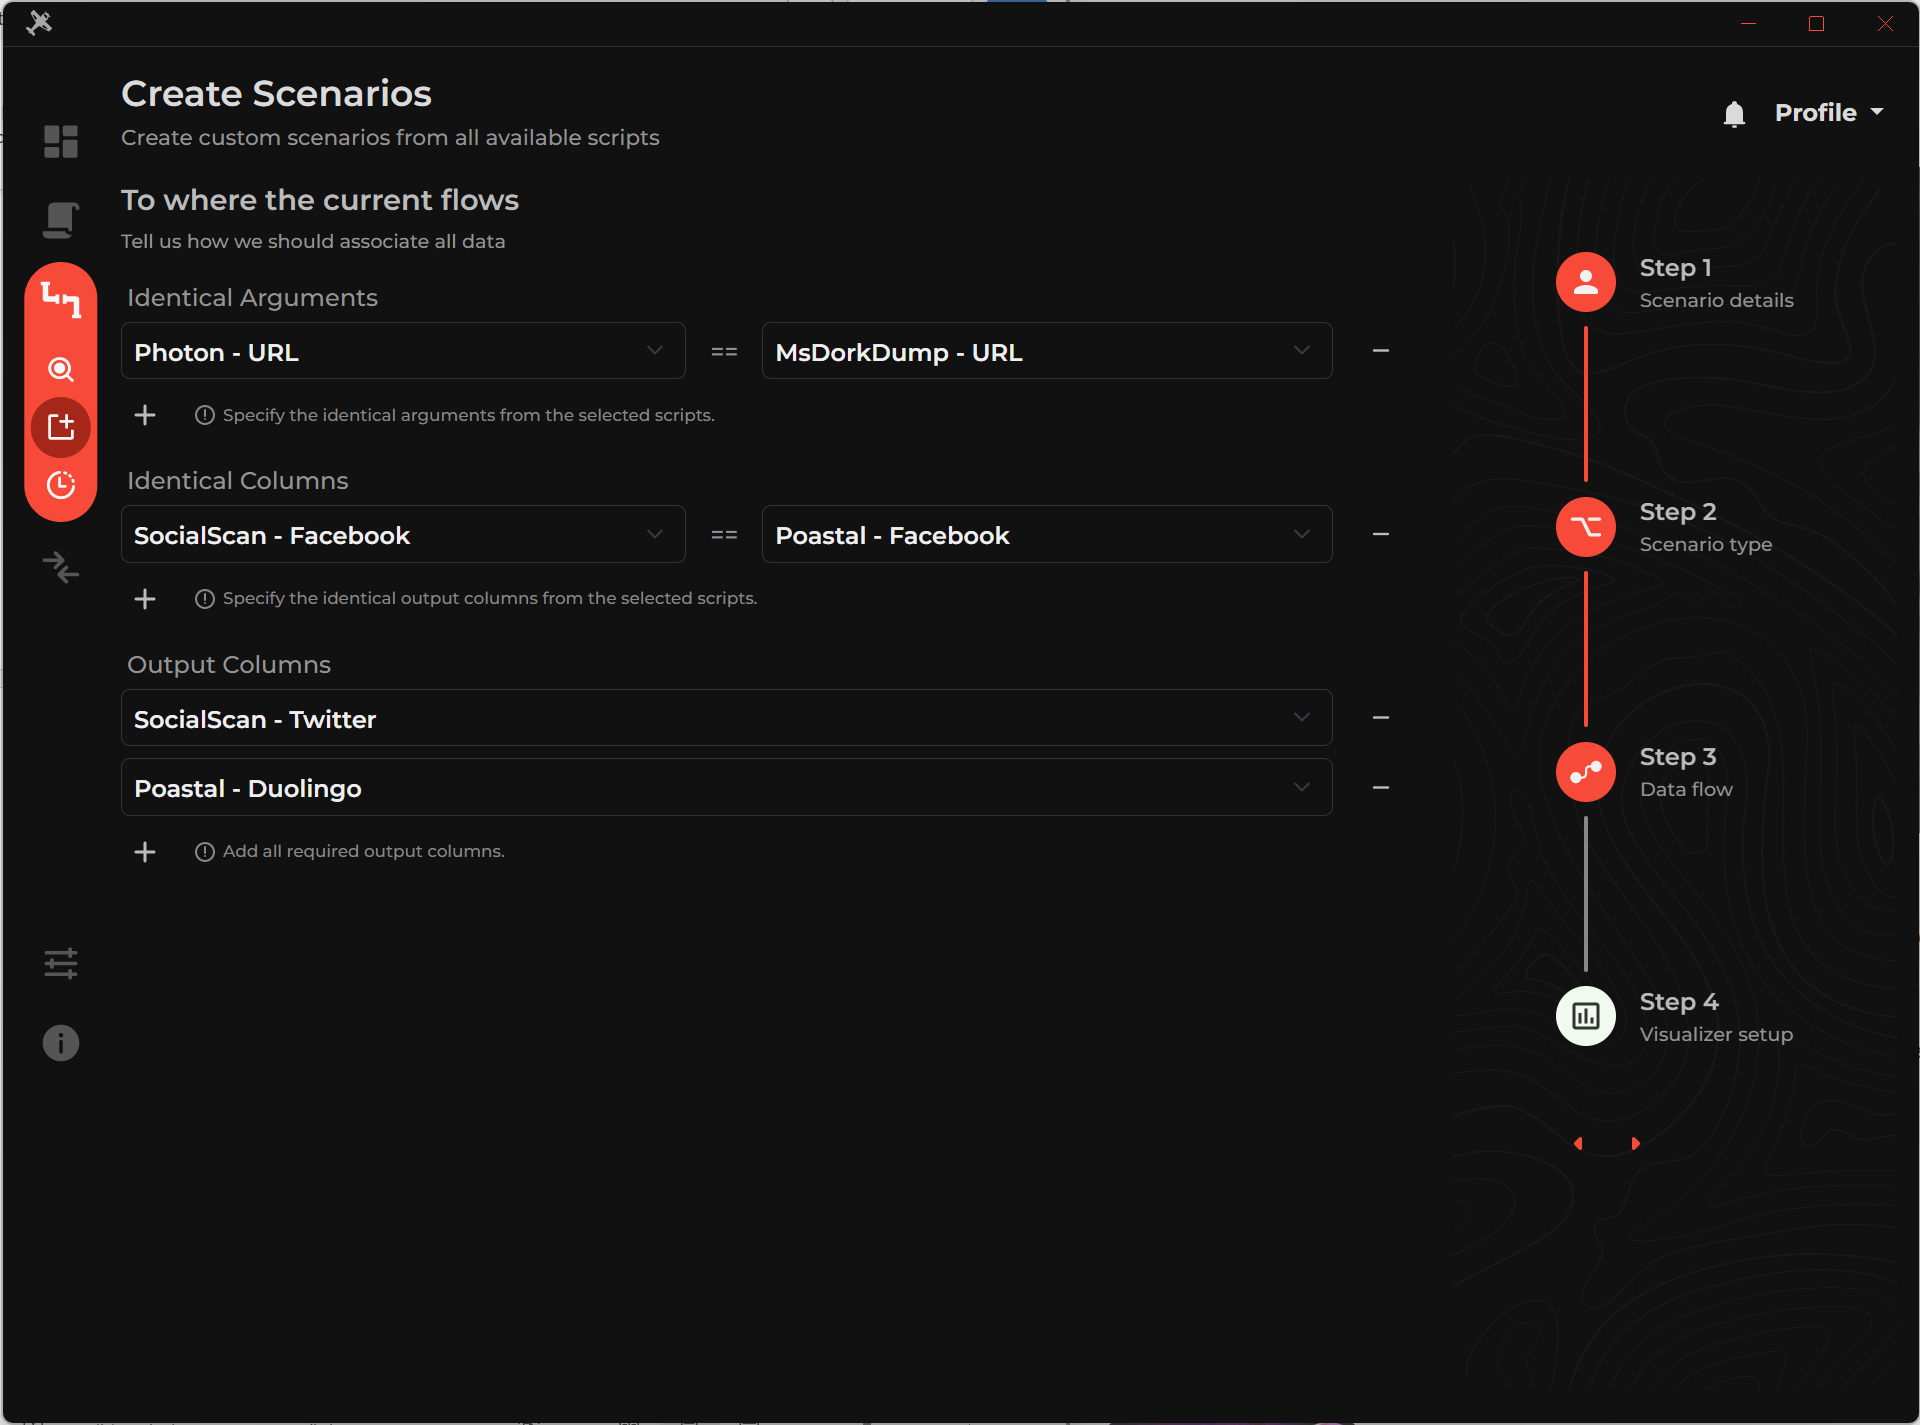 Create Scenarios
Create custom scenarios from all available scripts
Profile
To where the current flows
Tell us how we should associate all data
Identical Arguments
Photon - URL == MsDorkDump - URL
Specify the identical arguments from the selected scripts.
Identical Columns
SocialScan - Facebook == Poastal - Facebook
Specify the identical output columns from the selected scripts.
Output Columns
SocialScan - Twitter
Poastal - Duolingo
Add all required output columns.
Step 1
Scenario details
Step 2
Scenario type
Step 3
Data flow
Step 4
Visualizer setup